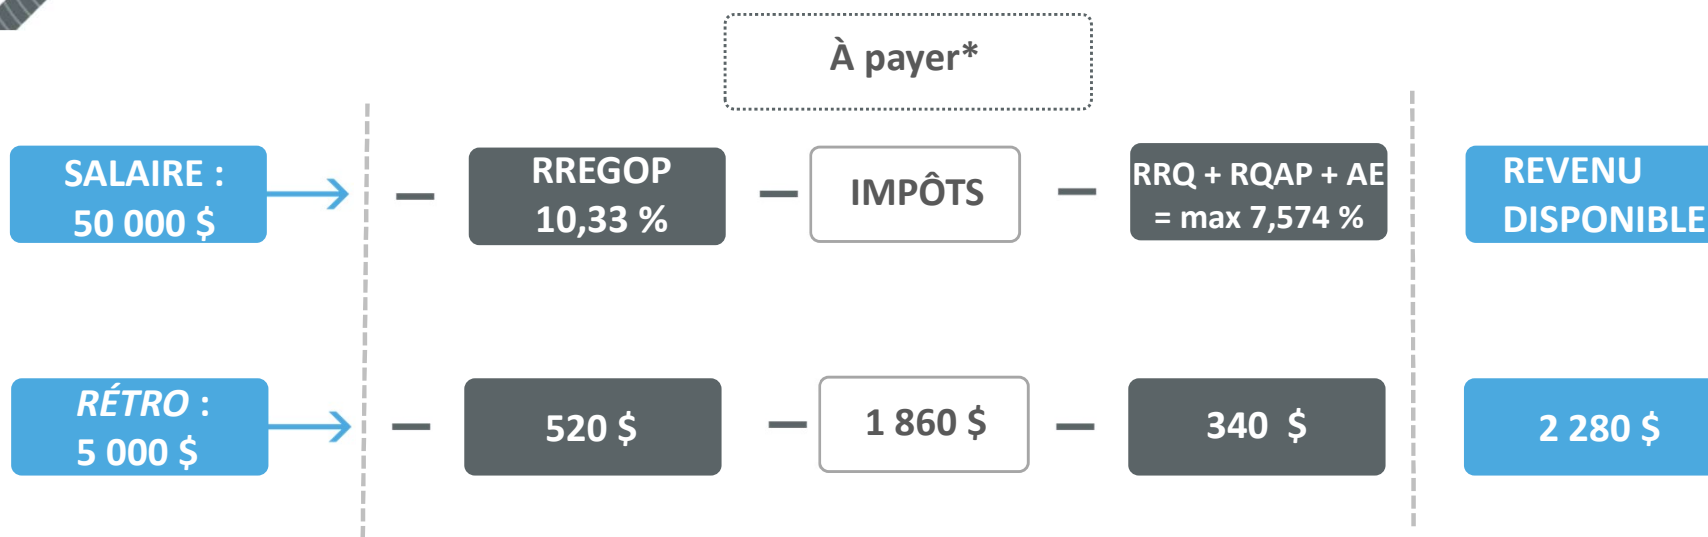 À payer*
SALAIRE :
50 000 $
RREGOP
10,33 %
IMPÔTS
RRQ + RQAP + AE
= max 7,574 %
REVENU
DISPONIBLE
RÉTRO :
5 000 $
520 $
1 860 $
340 $
2 280 $